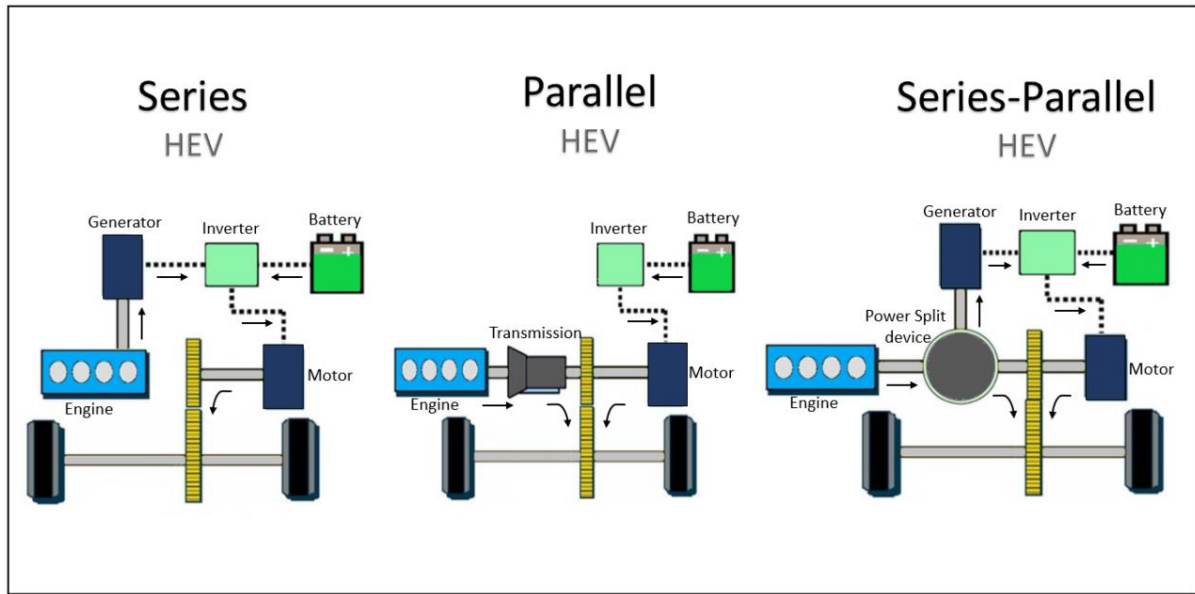 Series
HEV
Generator
Inverter
Battery
Engine
Motor
Parallel
HEV
Inverter
Battery
Transmission
Engine
Motor
Series-Parallel
HEV
Generator
Inverter
Battery
Power Split
device
Engine
Motor